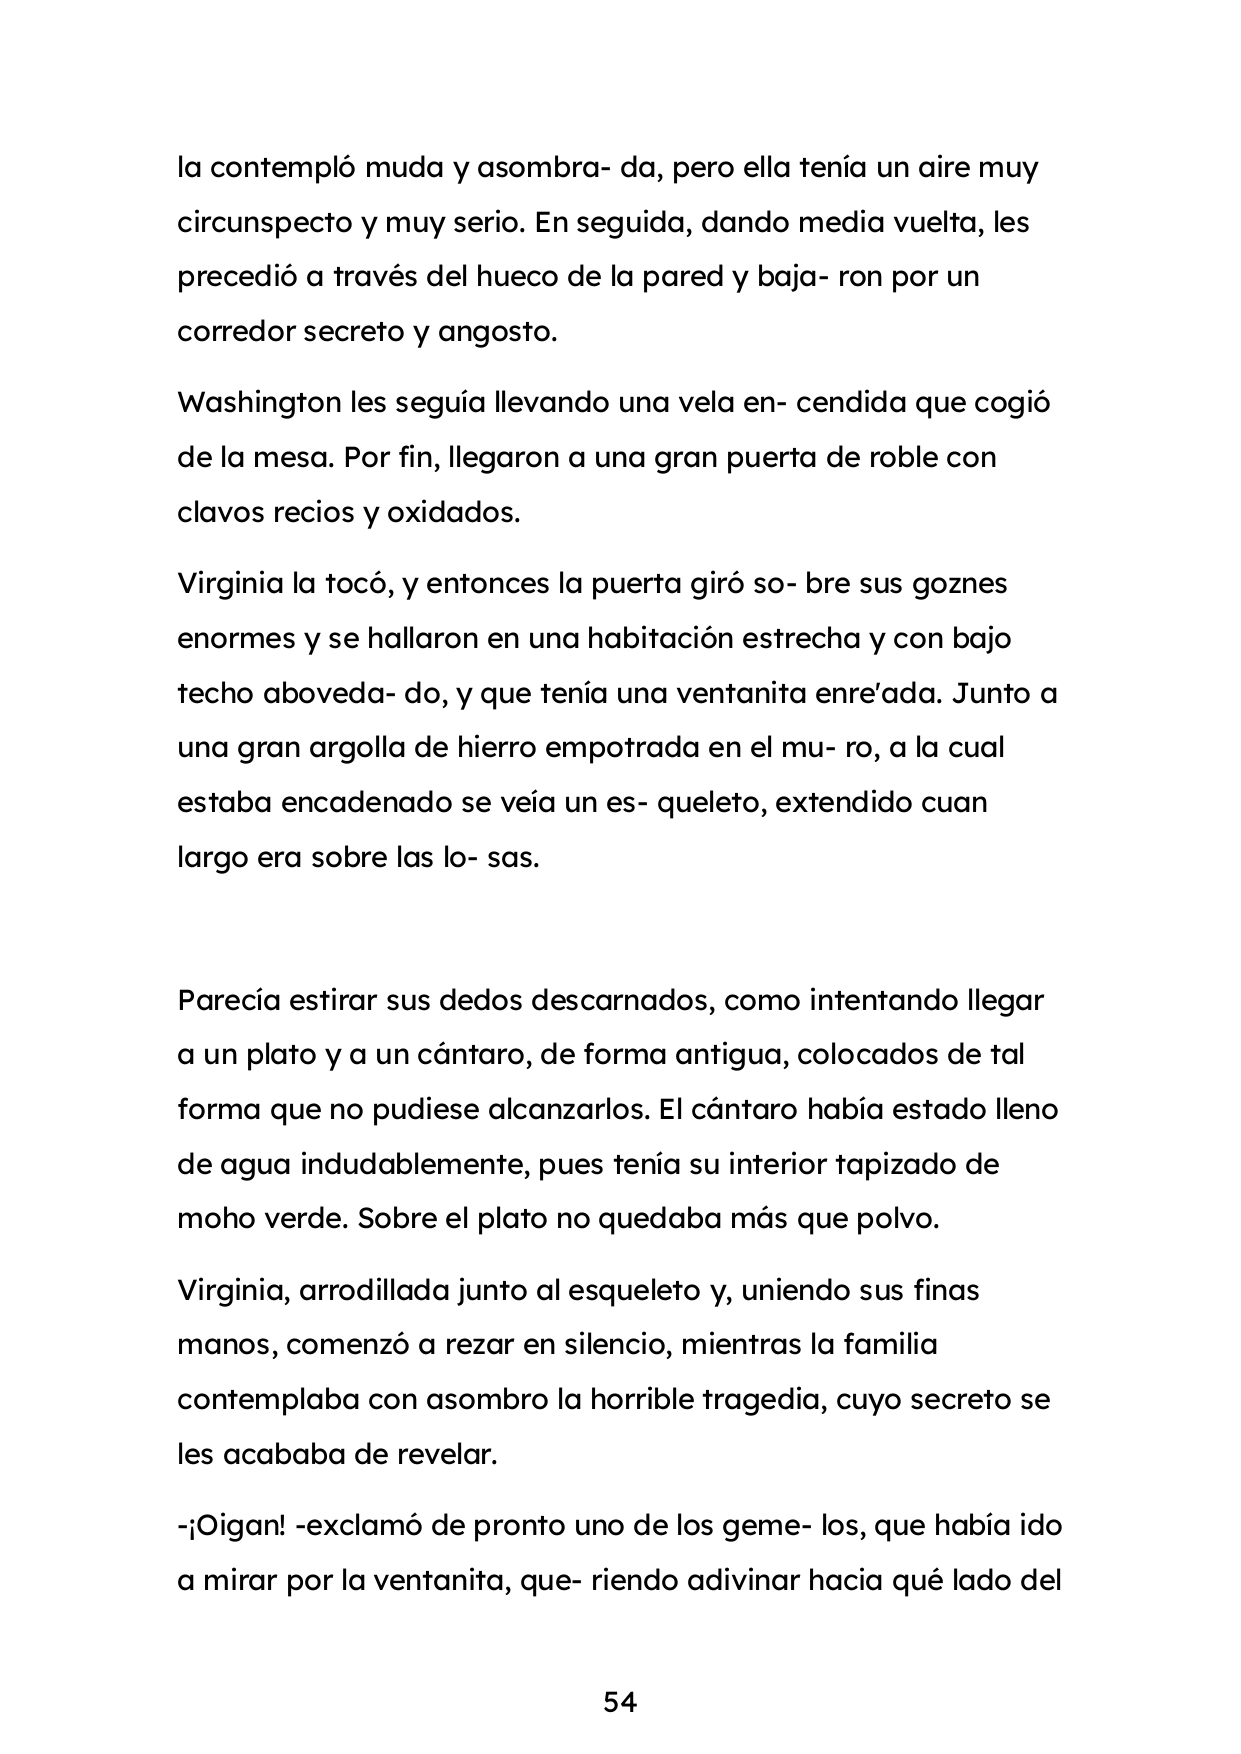 la contempló muda y asombra- da, pero ella tenía un aire muy
circunspecto y muy serio. En seguida, dando media vuelta, les
precedió a través del hueco de la pared y baja- ron por un
corredor secreto y angosto.
Washington les seguía llevando una vela en- cendida que cogió
de la mesa. Por fin, llegaron a una gran puerta de roble con
clavos recios y oxidados.
Virginia la tocó, y entonces la puerta giró so- bre sus goznes
enormes y se hallaron en una habitación estrecha y con bajo
techo aboveda- do, y que tenía una ventanita enre'ada. Junto a
una gran argolla de hierro empotrada en el mu- ro, a la cual
estaba encadenado se veía un es- queleto, extendido cuan
largo era sobre las lo- sas.
Parecía estirar sus dedos descarnados, como intentando llegar
a un plato y a un cántaro, de forma antigua, colocados de tal
forma que no pudiese alcanzarlos. El cántaro había estado lleno
de agua indudablemente, pues tenía su interior tapizado de
moho verde. Sobre el plato no quedaba más que polvo.
Virginia, arrodillada junto al esqueleto y, uniendo sus finas
manos, comenzó a rezar en silencio, mientras la familia
contemplaba con asombro la horrible tragedia, cuyo secreto se
les acababa de revelar.
-¡Oigan! -exclamó de pronto uno de los geme- los, que había ido
a mirar por la ventanita, que- riendo adivinar hacia qué lado del
54